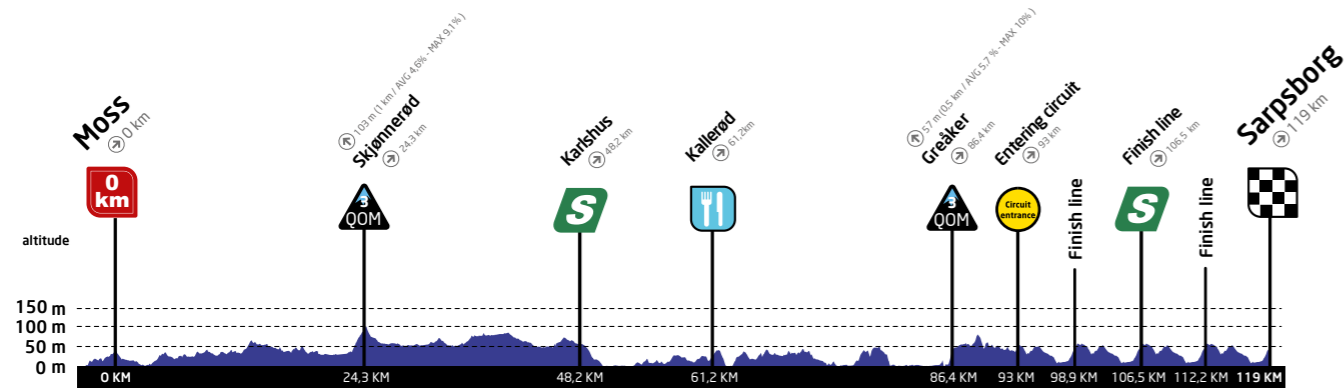 Moss
0 km
0
km
103 m (1 km / AVG 4,6% - MAX 9.1% )
Skjønnerød
24.3 km
3
QOM
Karlshus
48,2 km
S
Kallerød
61,2km
57 m (0.5 km / AVG 5,7 % - MAX 10% )
Greåker
86,4 km
3
QOM
Entering circuit
93 km
Circuit
entrance
Finish line
Finish line
106,5 km
S
Finish line
Sarpsborg
119 km
altitude
150 m
100 m
50 m
0 m
0 KM
24,3 KM
48,2 KM
61,2 KM
86,4 KM
93 KM
98,9 KM
106,5 KM
112,2 KM
119 KM